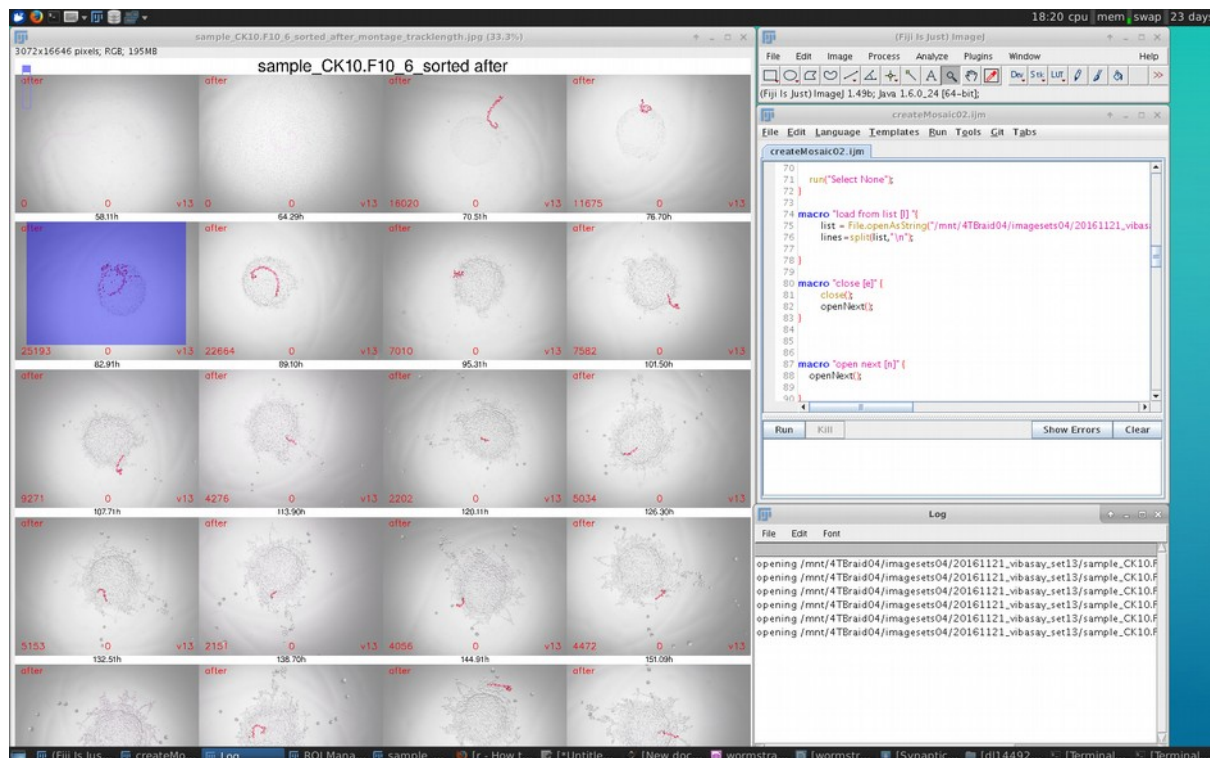 18:20 cpu mem swap 23 days
sample_CK10.F10_6_sorted_after_montage_tracklength.jpg (33.3%)
3072x16646 pixels; RGB; 195MB
sample_CK10.F10_6_sorted after
after after after after
0 v13 0 v13 16020 0 v13 11675 0 v13
58.11h 64.29h 70.51h 76.70h
after after after after
25193 0 v13 22664 0 v13 7010 0 v13 7582 0 v13
82.91h 89.10h 95.31h 101.50h
after after after after
9271 0 v13 4276 0 v13 2202 0 v13 5034 0 v13
107.71h 113.90h 120.11h 126.30h
after after after after
5153 0 v13 2151 0 v13 4056 0 v13 4472 0 v13
132.51h 138.70h 144.91h 151.09h
after after after after
(Fiji Is Just) ImageJ
File Edit Image Process Analyze Plugins Window Help
A Dev. Stk LUT >>
(Fiji Is Just) ImageJ 1.49b; Java 1.6.0_24 [64-bit];
createMosaic02.ijm
File Edit Language Templates Run Tools Git Tabs
createMosaic02.ijm
70
71 run("Select None");
72 }
73
74 macro "load from list [l] "{
75 list = File.openAsString("/mnt/4TBraid04/imagesets04/20161121_vibas
76 lines=split(list,"\n");
77
78 }
79
80 macro "close [e]" {
81 close();
82 openNext();
83 }
84
85
86
87 macro "open next [n]" {
88 openNext();
89
90 }
Run Kill Show Errors Clear
Log
File Edit Font
opening /mnt/4TBraid04/imagesets04/20161121_vibasay_set13/sample_CK10.F
opening /mnt/4TBraid04/imagesets04/20161121_vibasay_set13/sample_CK10.F
opening /mnt/4TBraid04/imagesets04/20161121_vibasay_set13/sample_CK10.F
opening /mnt/4TBraid04/imagesets04/20161121_vibasay_set13/sample_CK10.F
opening /mnt/4TBraid04/imagesets04/20161121_vibasay_set13/sample_CK10.F
opening /mnt/4TBraid04/imagesets04/20161121_vibasay_set13/sample_CK10.F
(Fiji Is Jus createMo Log ROI Mana sample [r - How t [*Untitle [New doc wormstra [wormstr [Synaptic [dl14492 [Terminal [Terminal